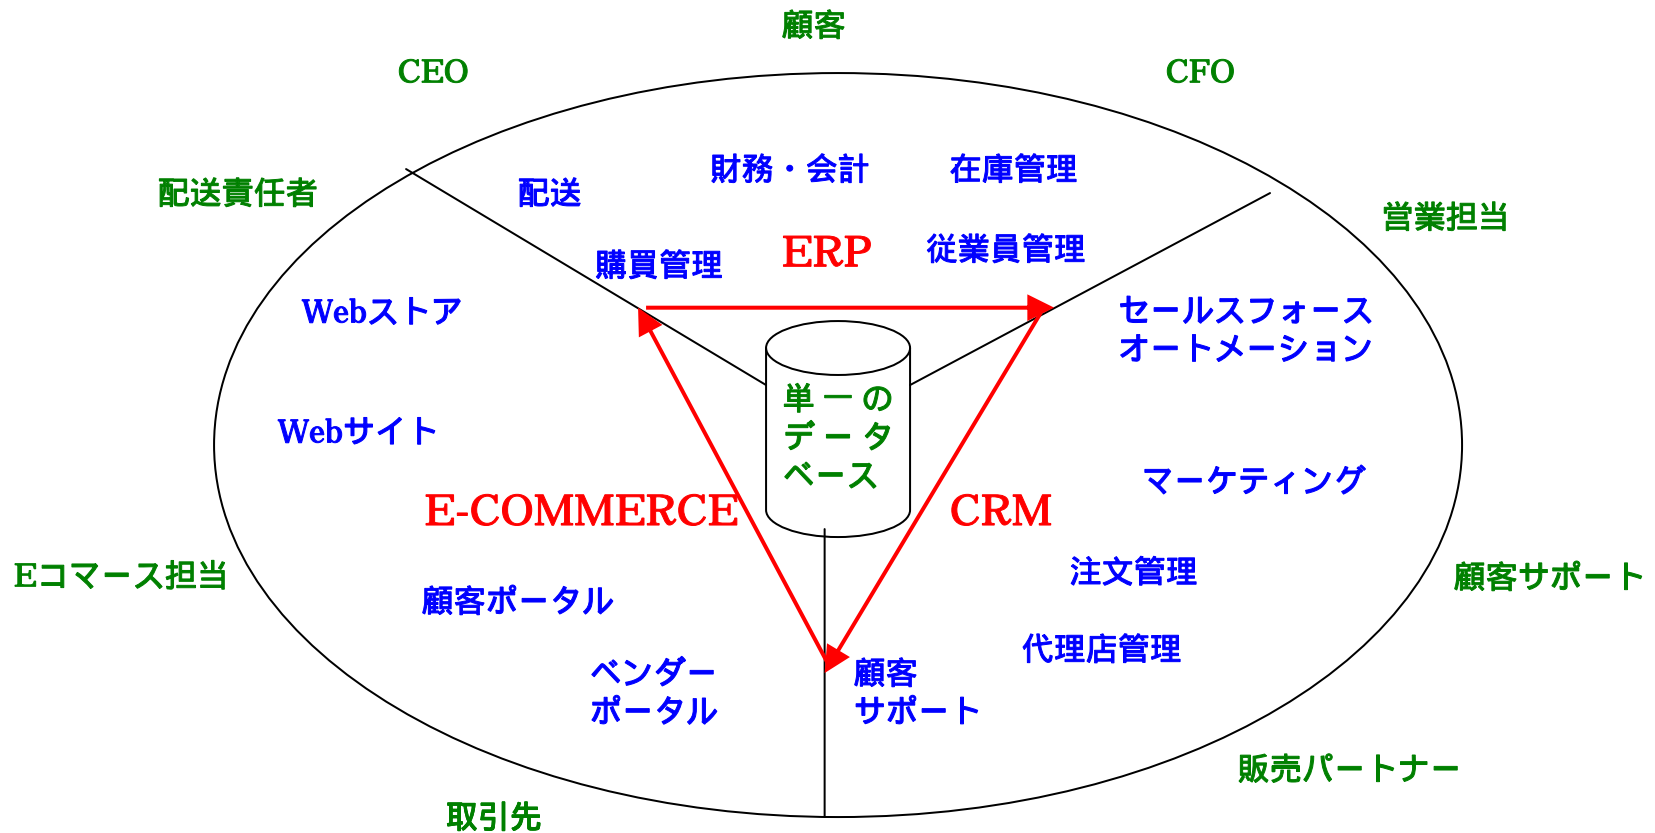 顧客
CEO
CFO
配送責任者
配送
財務・会計
在庫管理
営業担当
購買管理
ERP
従業員管理
Webストア
セールスフォース
オートメーション
単一の
データ
ベース
Webサイト
マーケティング
E-COMMERCE
CRM
Eコマース担当
顧客ポータル
注文管理
顧客サポート
代理店管理
ベンダー
ポータル
顧客
サポート
販売パートナー
取引先